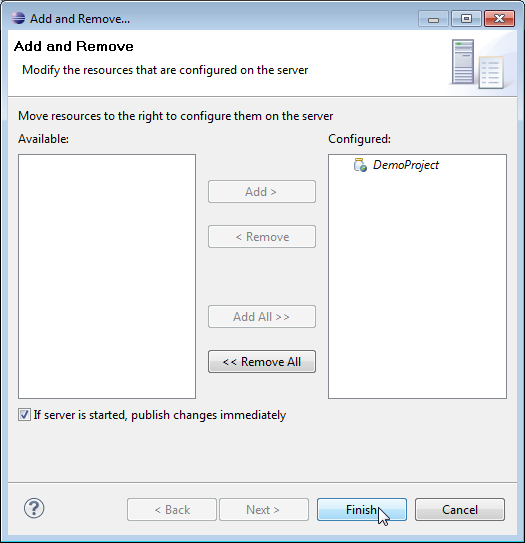 Add and Remove...
Add and Remove
Modify the resources that are configured on the server
Move resources to the right to configure them on the server
Available:
Configured:
DemoProject
Add >
< Remove
Add All >>
<< Remove All
If server is started, publish changes immediately
?
< Back
Next >
Finish
Cancel